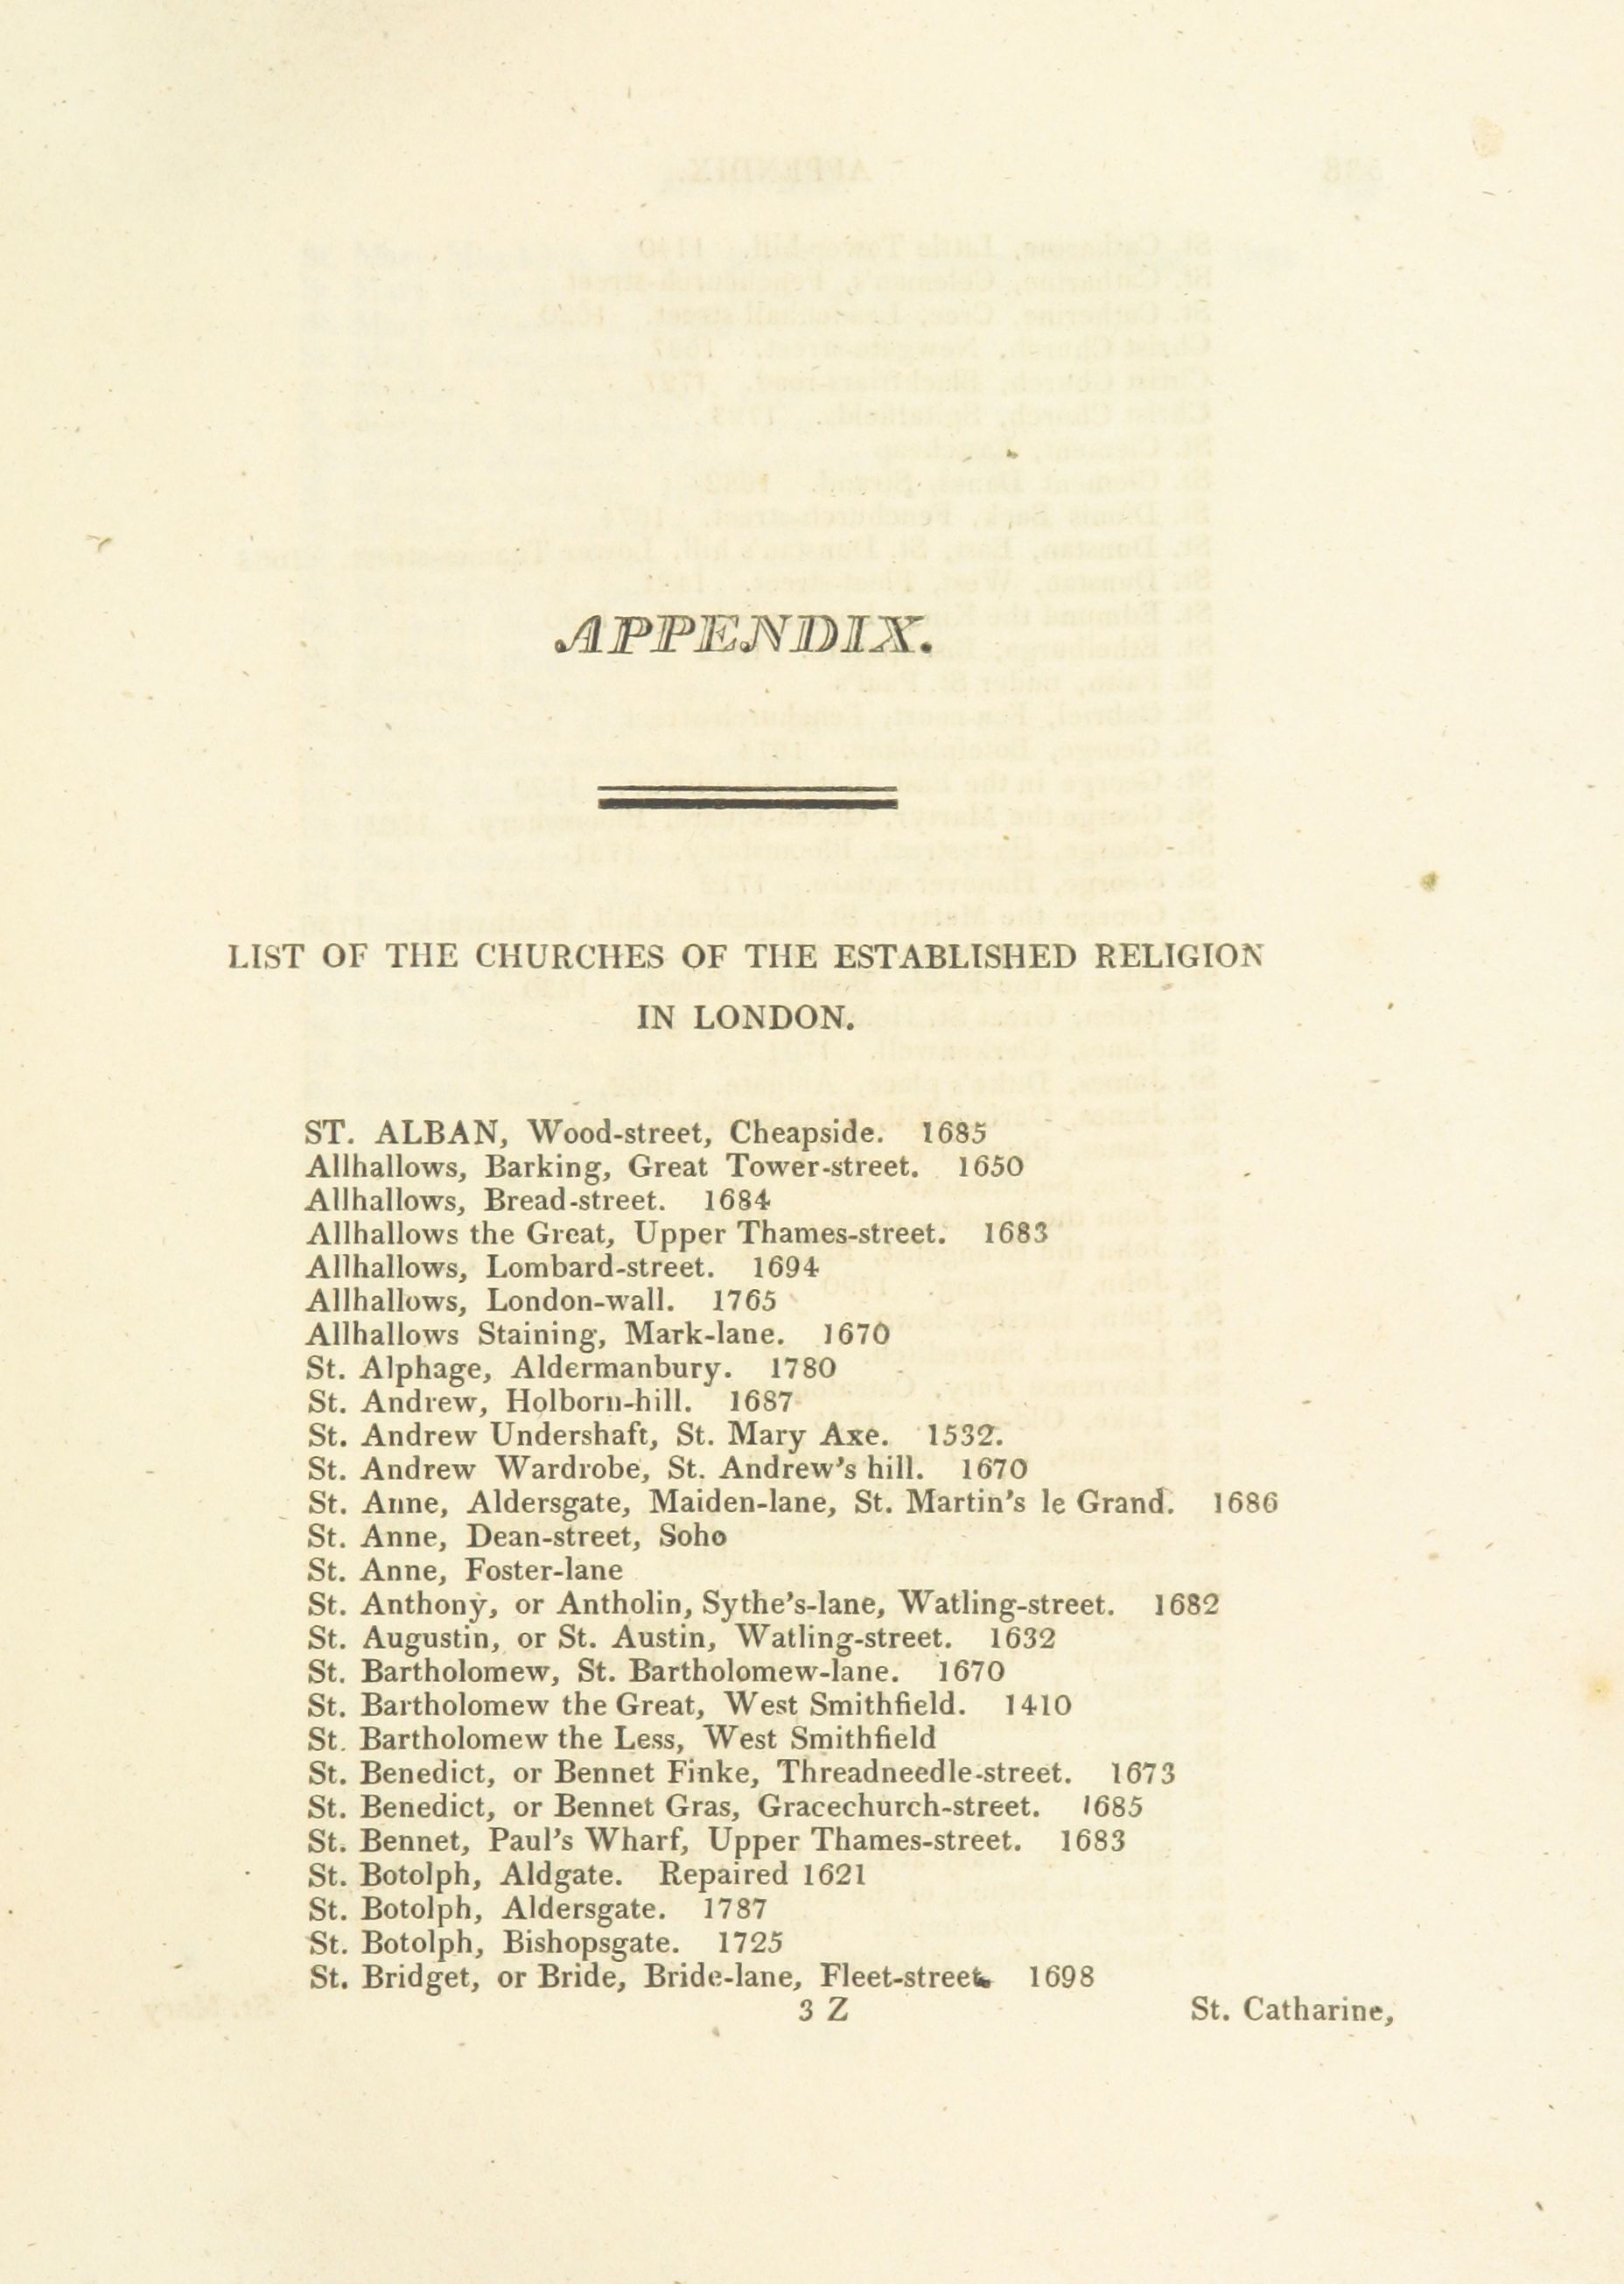 APPENDIX.
LIST OF THE CHURCHES OF THE ESTABLISHED RELIGION
IN LONDON.
ST. ALBAN, Wood-street, Cheapside. 1685
Allhallows, Barking, Great Tower-street. 1650
Allhallows, Bread-street. 1684
Allhallows the Great, Upper Thames-street. 1683
Allhallows, Lombard-street. 1694
Allhallows, London-wall. 1765
Allhallows Staining, Mark-lane. 1670
St. Alphage, Aldermanbury. 1780
St. Andrew, Holborn-hill. 1687
St. Andrew Undershaft, St. Mary Axe. 1532.
St. Andrew Wardrobe, St. Andrew's hill. 1670
St. Anne, Aldersgate, Maiden-lane, St. Martin's le Grand. 1686
St. Anne, Dean-street, Soho
St. Anne, Foster-lane
St. Anthony, or Antholin, Sythe's-lane, Watling-street. 1682
St. Augustin, or St. Austin, Watling-street. 1632
St. Bartholomew, St. Bartholomew-lane. 1670
St. Bartholomew the Great, West Smithfield. 1410
St. Bartholomew the Less, West Smithfield
St. Benedict, or Bennet Finke, Threadneedle-street. 1673
St. Benedict, or Bennet Gras, Gracechurch-street. 1685
St. Bennet, Paul's Wharf, Upper Thames-street. 1683
St. Botolph, Aldgate. Repaired 1621
St. Botolph, Aldersgate. 1787
St. Botolph, Bishopsgate. 1725
St. Bridget, or Bride, Bride-lane, Fleet-street. 1698
3 Z St. Catharine,